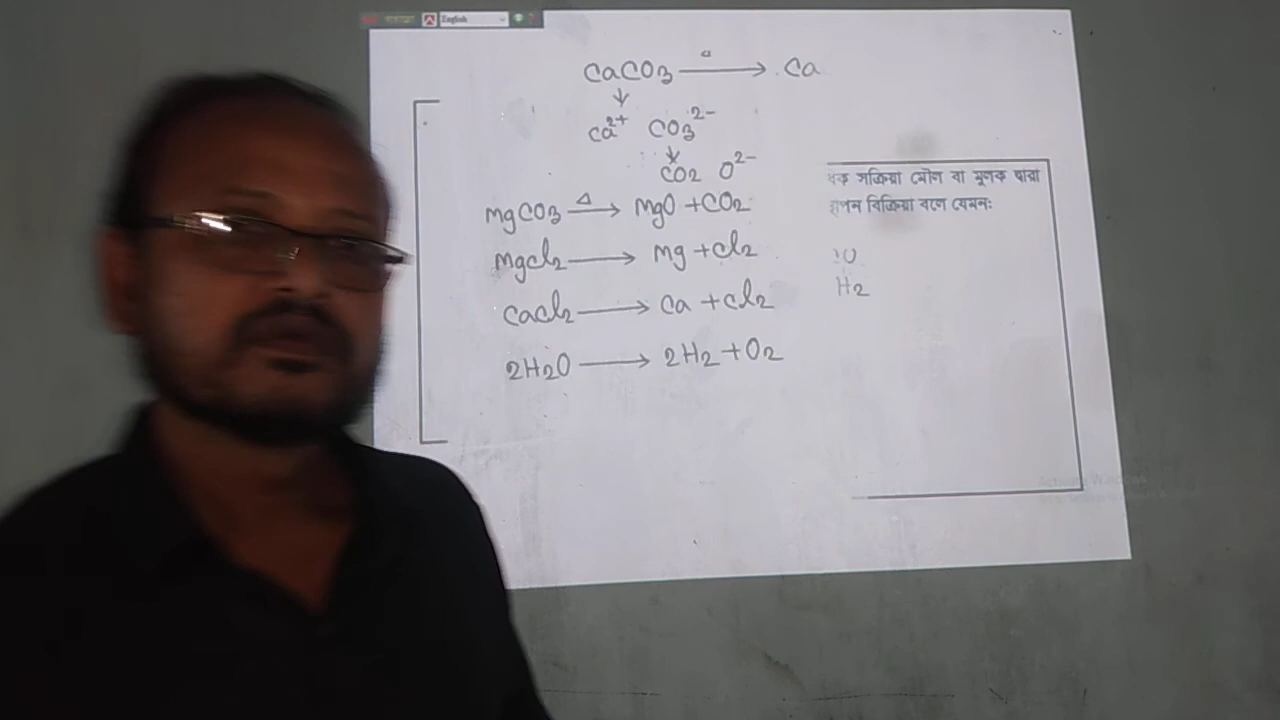 English
CaCO3 —Δ→ Ca
↓
Ca2+ CO3 2-
↓
CO2 O2-
MgCO3 —Δ→ MgO + CO2
MgCl2 → Mg + Cl2
CaCl2 → Ca + Cl2
2H2O → 2H2 + O2
সক্রিয় মৌল বা মূলক দ্বারা
বিক্রিয়া বলে যেমনঃ
H2